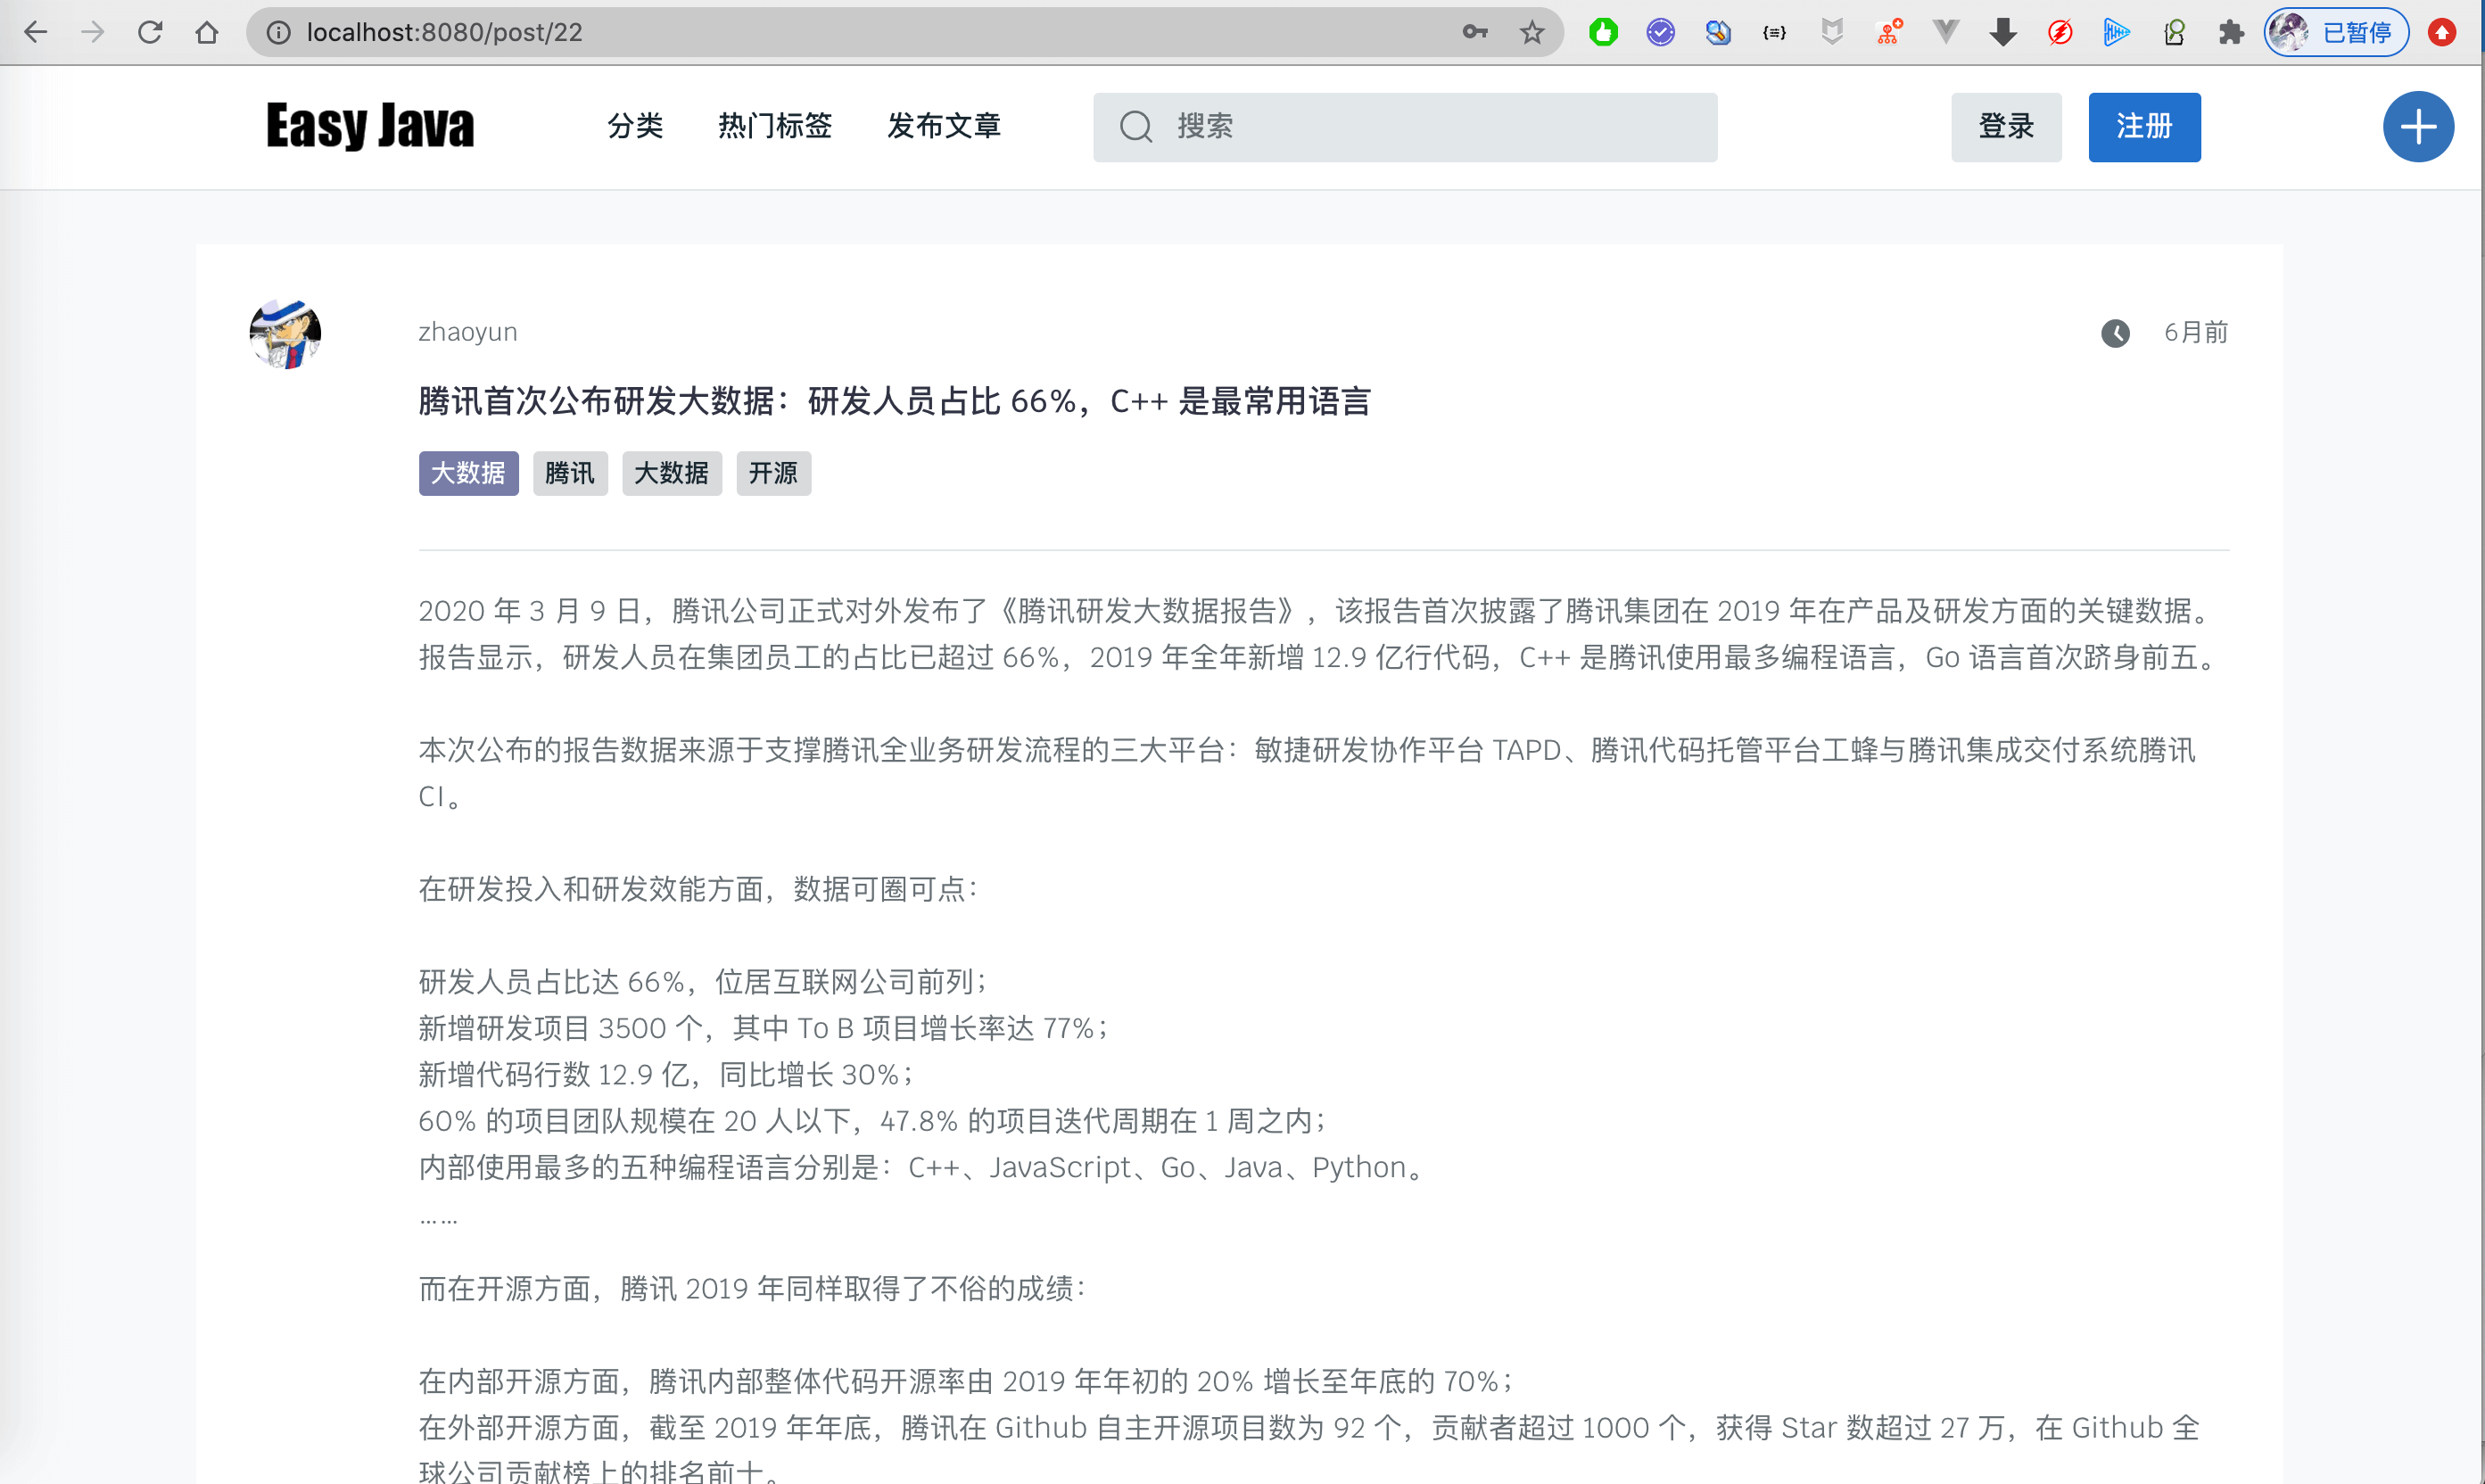 localhost:8080/post/22
已暂停
Easy Java
分类
热门标签
发布文章
搜索
登录
注册
zhaoyun
6月前
腾讯首次公布研发大数据：研发人员占比 66%，C++ 是最常用语言
大数据 腾讯 大数据 开源
2020 年 3 月 9 日，腾讯公司正式对外发布了《腾讯研发大数据报告》，该报告首次披露了腾讯集团在 2019 年在产品及研发方面的关键数据。
报告显示，研发人员在集团员工的占比已超过 66%，2019 年全年新增 12.9 亿行代码，C++ 是腾讯使用最多编程语言，Go 语言首次跻身前五。
本次公布的报告数据来源于支撑腾讯全业务研发流程的三大平台：敏捷研发协作平台 TAPD、腾讯代码托管平台工蜂与腾讯集成交付系统腾讯
CI。
在研发投入和研发效能方面，数据可圈可点：
研发人员占比达 66%，位居互联网公司前列；
新增研发项目 3500 个，其中 To B 项目增长率达 77%；
新增代码行数 12.9 亿，同比增长 30%；
60% 的项目团队规模在 20 人以下，47.8% 的项目迭代周期在 1 周之内；
内部使用最多的五种编程语言分别是：C++、JavaScript、Go、Java、Python。
……
而在开源方面，腾讯 2019 年同样取得了不俗的成绩：
在内部开源方面，腾讯内部整体代码开源率由 2019 年年初的 20% 增长至年底的 70%；
在外部开源方面，截至 2019 年年底，腾讯在 Github 自主开源项目数为 92 个，贡献者超过 1000 个，获得 Star 数超过 27 万，在 Github 全
球公司贡献榜上的排名前十。